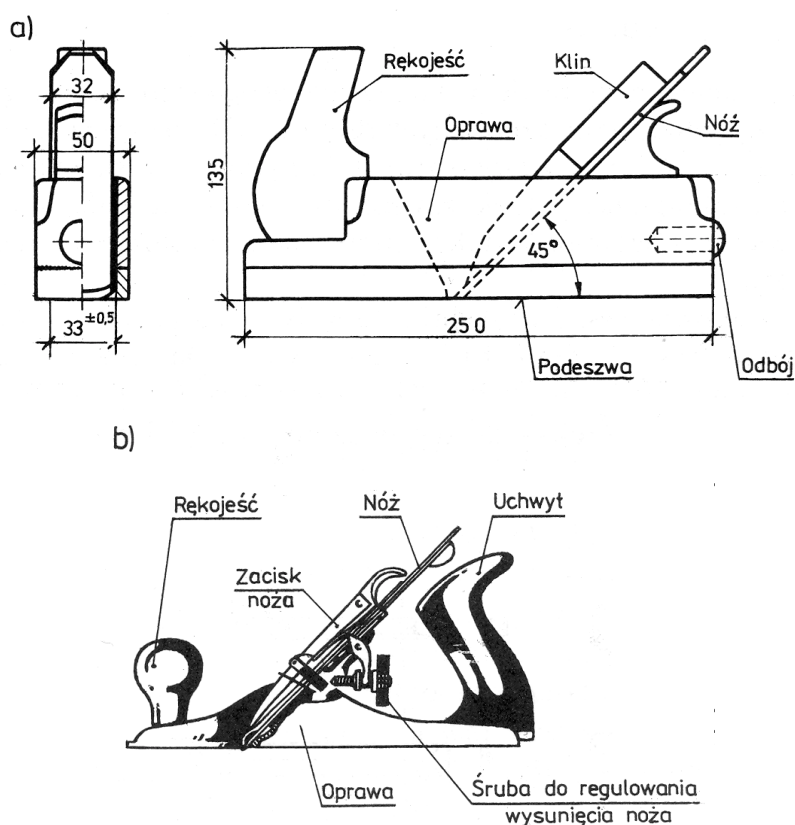 a)
32
50
33±0,5
135
Rękojeść
Oprawa
Klin
Nóż
45°
250
Podeszwa
Odbój
b)
Rękojeść
Nóż
Uchwyt
Zacisk
noża
Oprawa
Śruba do regulowania
wysunięcia noża